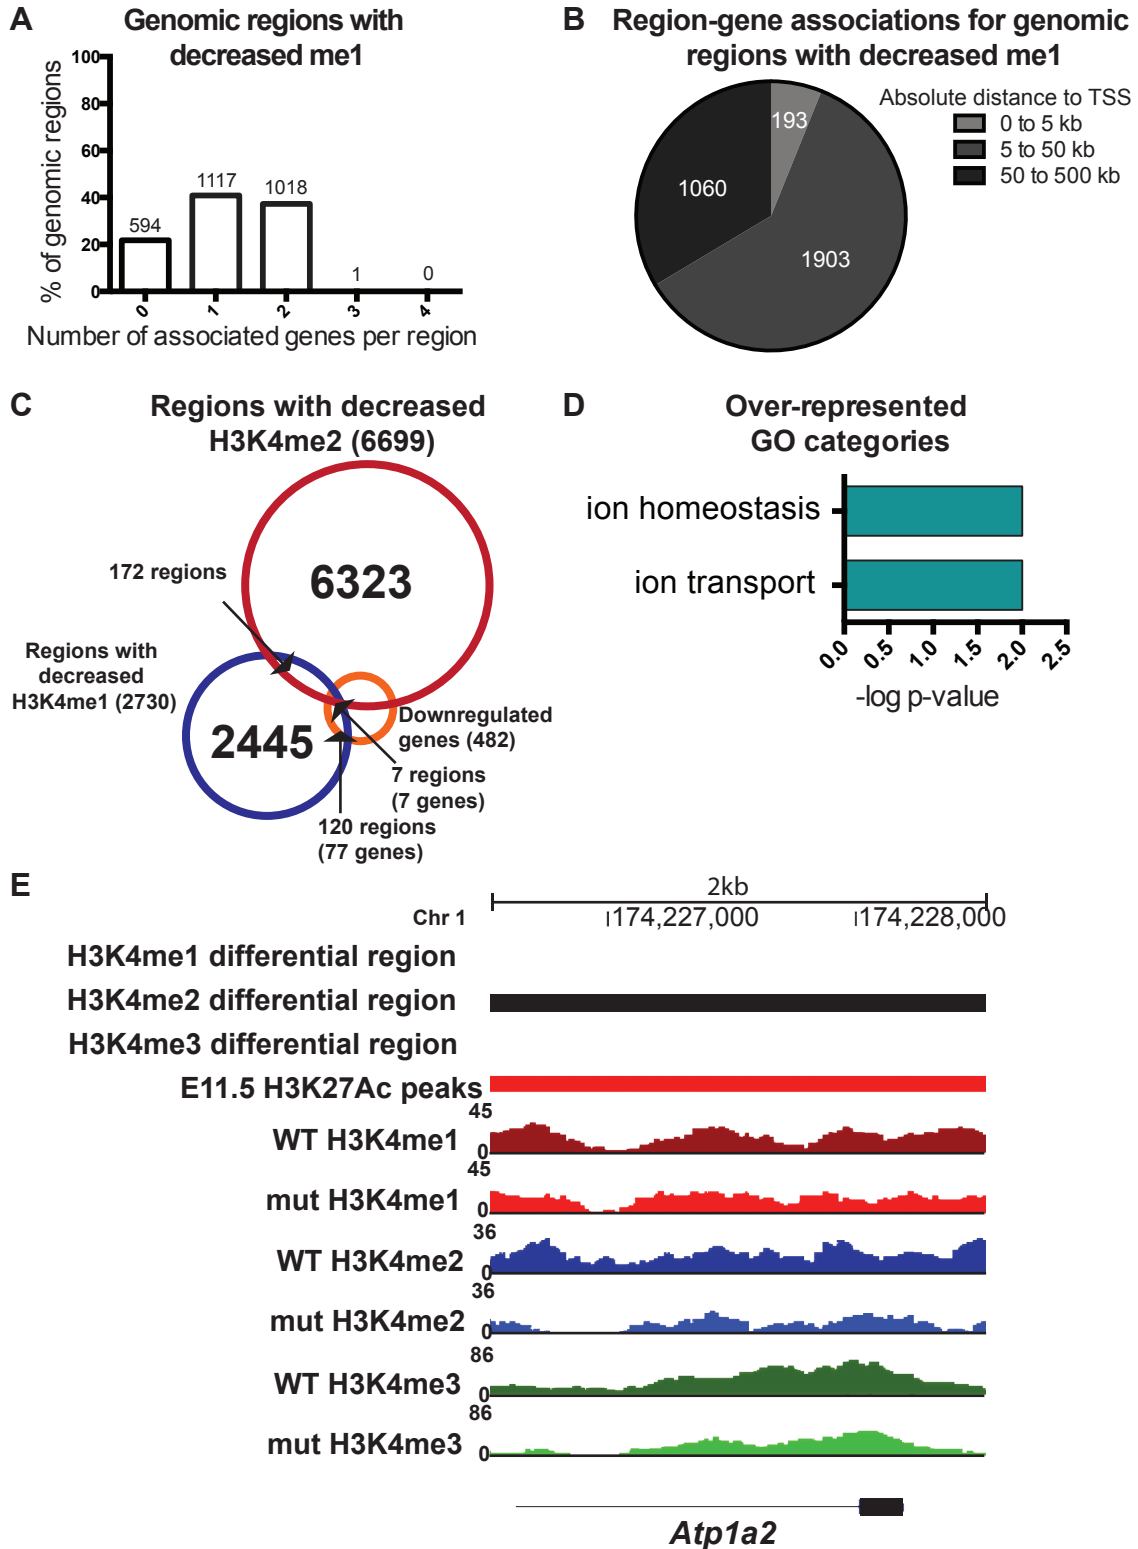 A
Genomic regions with
decreased me1
100
80
60
40
20
0
% of genomic regions
594
1117
1018
1
0
0
1
2
3
4
Number of associated genes per region
B
Region-gene associations for genomic
regions with decreased me1
Absolute distance to TSS
0 to 5 kb
5 to 50 kb
50 to 500 kb
193
1060
1903
C
Regions with decreased
H3K4me2 (6699)
6323
172 regions
Regions with
decreased
H3K4me1 (2730)
2445
Downregulated
genes (482)
7 regions
(7 genes)
120 regions
(77 genes)
D
Over-represented
GO categories
ion homeostasis
ion transport
0.0
0.5
1.0
1.5
2.0
2.5
-log p-value
E
2kb
Chr 1
174,227,000
174,228,000
H3K4me1 differential region
H3K4me2 differential region
H3K4me3 differential region
E11.5 H3K27Ac peaks
45
WT H3K4me1
0
45
mut H3K4me1
0
36
WT H3K4me2
0
36
mut H3K4me2
0
86
WT H3K4me3
0
86
mut H3K4me3
0
Atp1a2